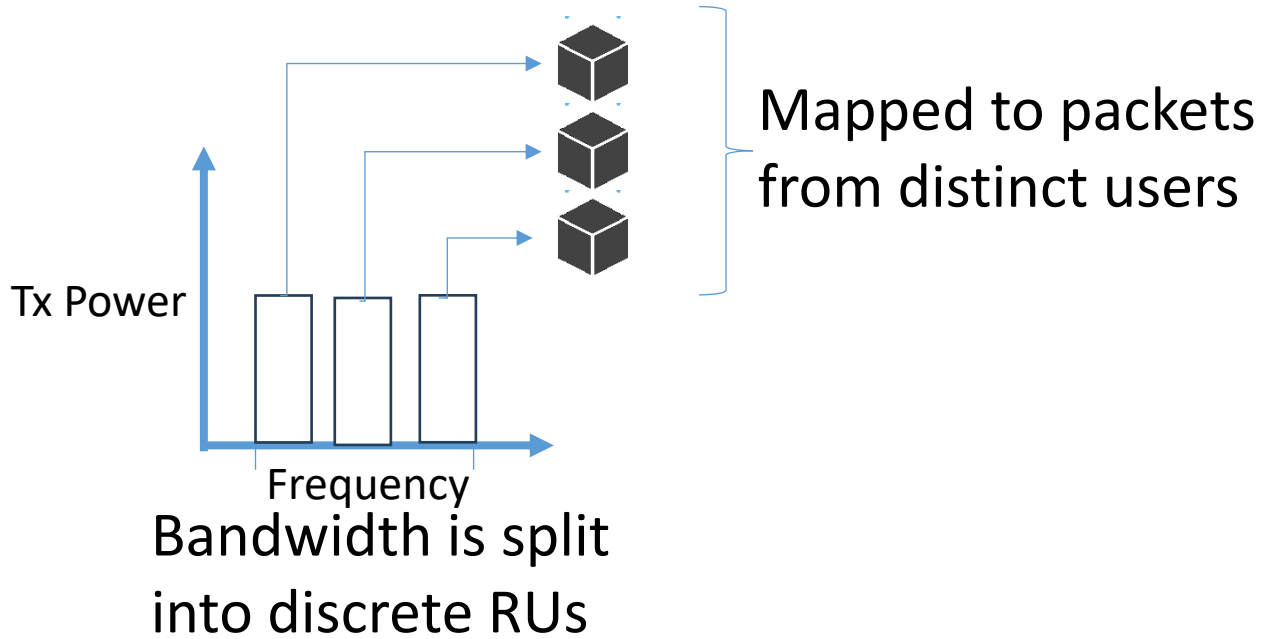 Mapped to packets
from distinct users
Tx Power
Frequency
Bandwidth is split
into discrete RUs